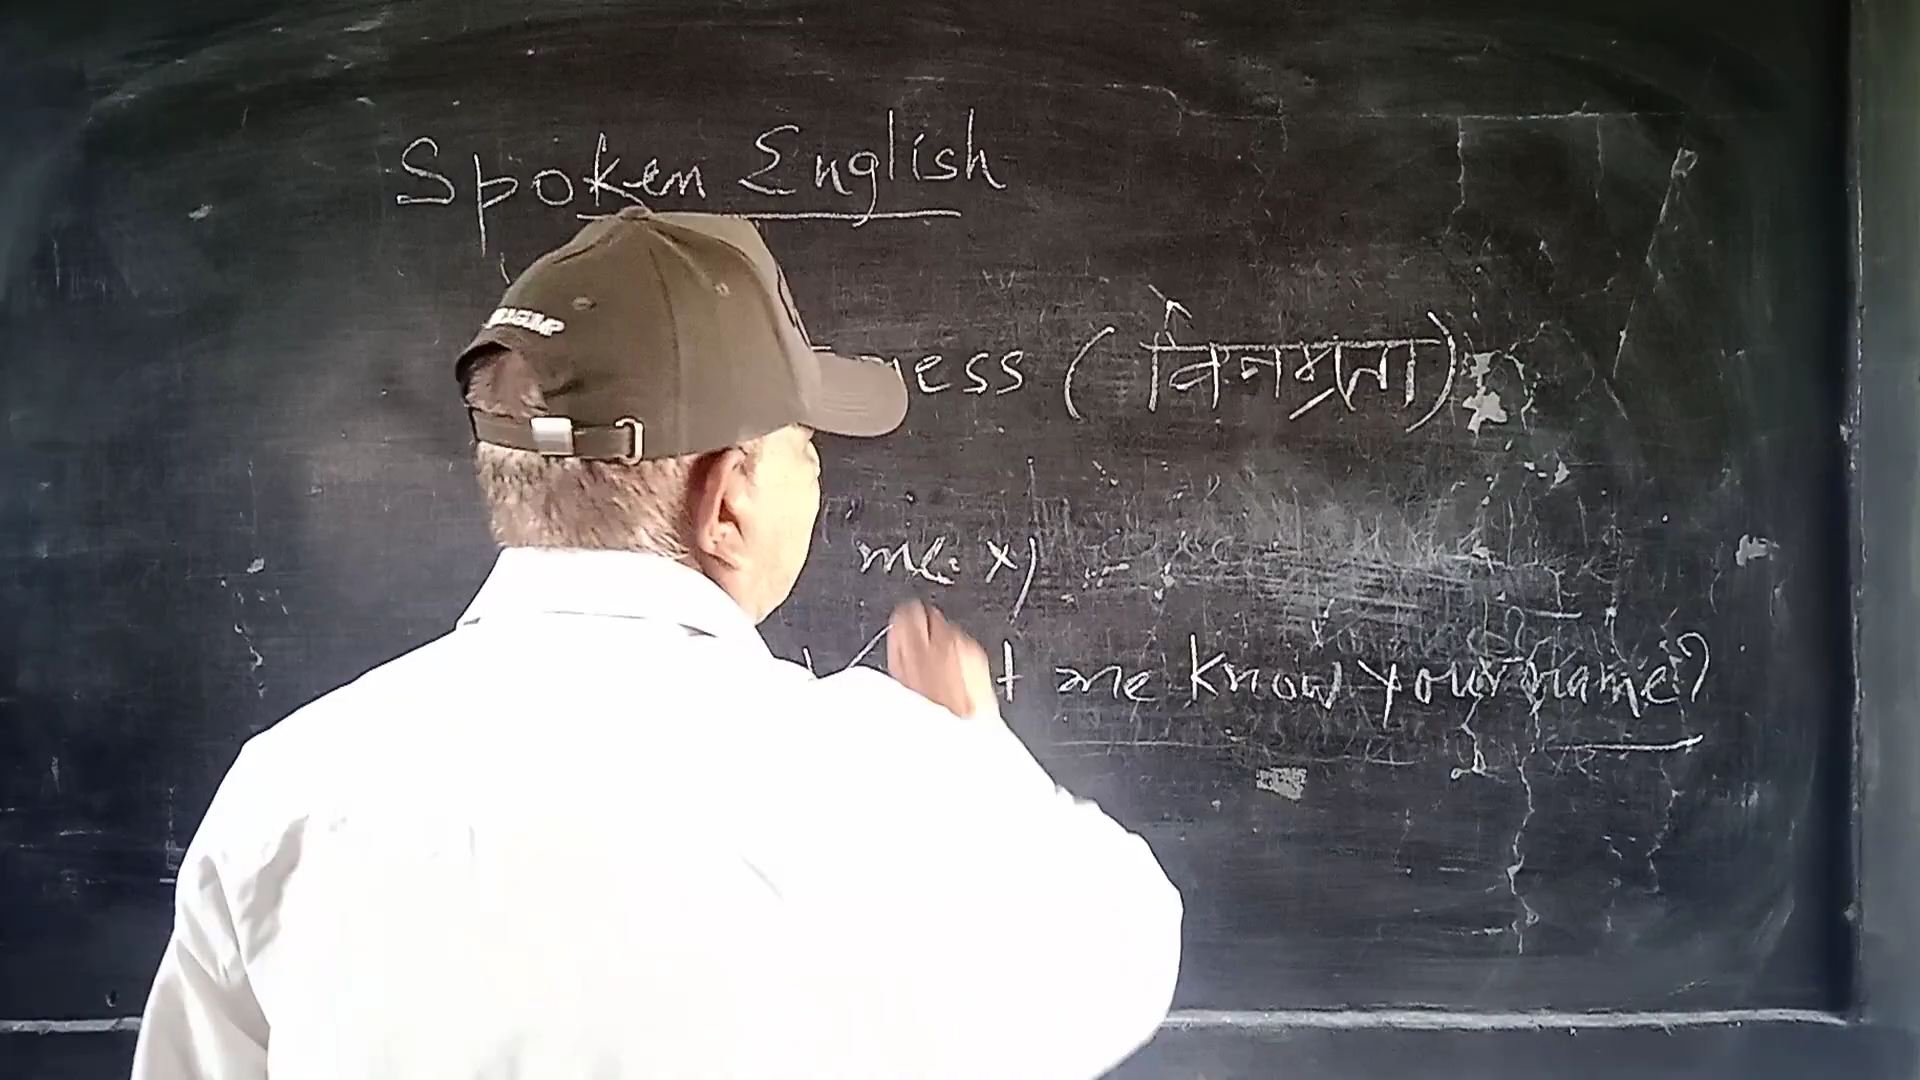 Spoken English
ness (विनम्रता)
me. x)
t me know your name?